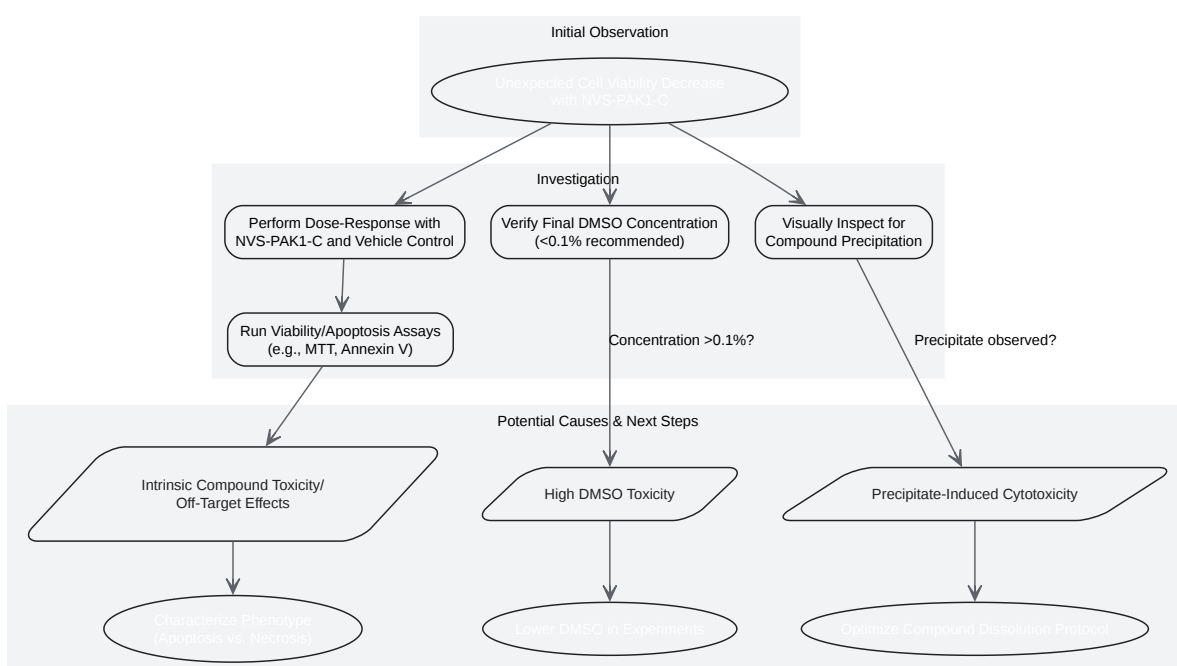 Initial Observation
Unexpected Cell Viability Decrease
with NVS-PAK1-C
Investigation
Perform Dose-Response with
NVS-PAK1-C and Vehicle Control
Verify Final DMSO Concentration
(<0.1% recommended)
Visually Inspect for
Compound Precipitation
Run Viability/Apoptosis Assays
(e.g., MTT, Annexin V)
Concentration >0.1%?
Precipitate observed?
Potential Causes & Next Steps
Intrinsic Compound Toxicity/
Off-Target Effects
High DMSO Toxicity
Precipitate-Induced Cytotoxicity
Characterize Phenotype
(Apoptosis vs. Necrosis)
Lower DMSO in Experiments
Optimize Compound Dissolution Protocol